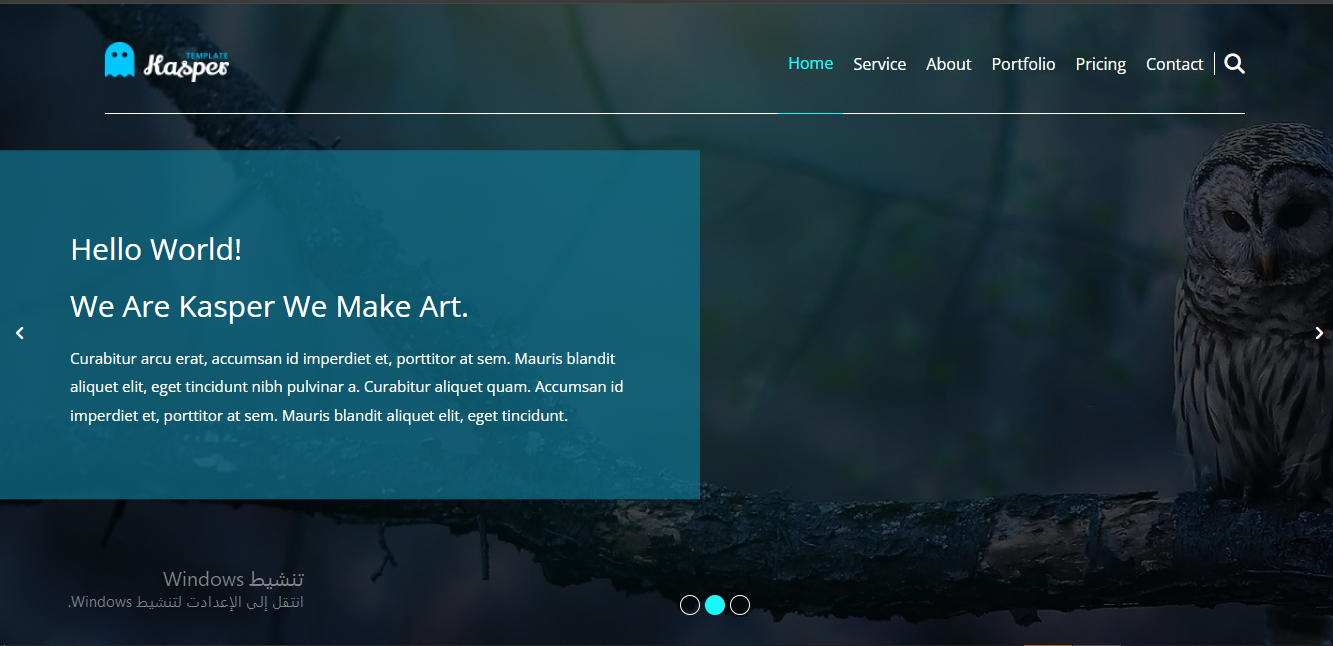 TEMPLATE
Kasper
Home Service About Portfolio Pricing Contact
Hello World!
We Are Kasper We Make Art.
Curabitur arcu erat, accumsan id imperdiet et, porttitor at sem. Mauris blandit
aliquet elit, eget tincidunt nibh pulvinar a. Curabitur aliquet quam. Accumsan id
imperdiet et, porttitor at sem. Mauris blandit aliquet elit, eget tincidunt.
تنشيط Windows
انتقل إلى الإعدادت لتنشيط Windows.